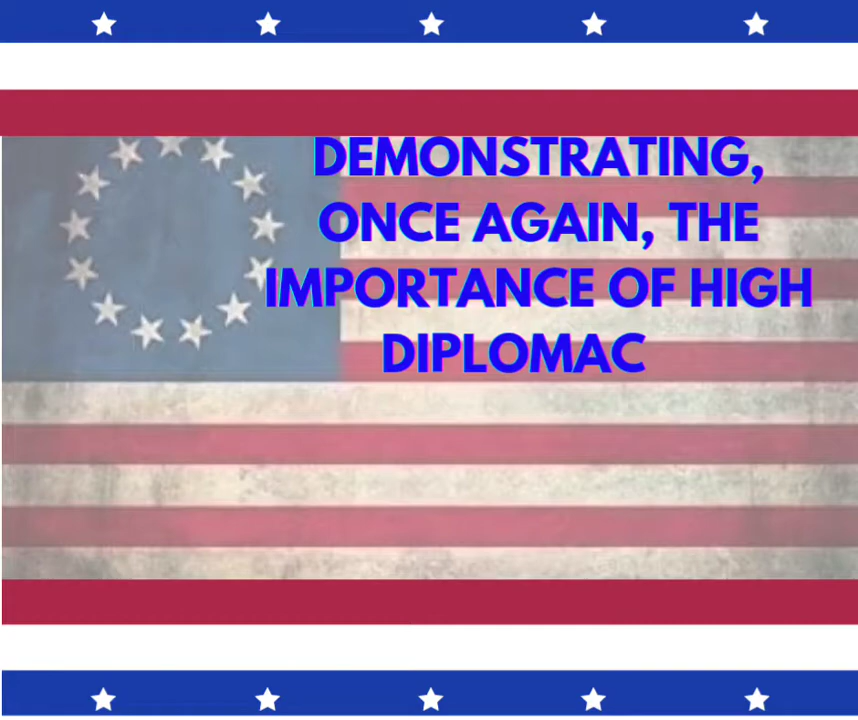 DEMONSTRATING,
ONCE AGAIN, THE
IMPORTANCE OF HIGH
DIPLOMAC